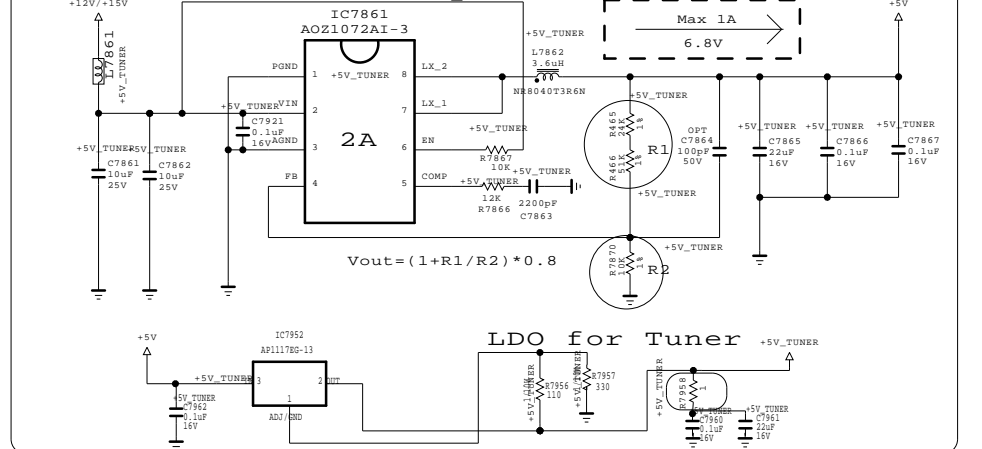 +12V/+15V
+5V
IC7861
AOZ1072AI-3
Max 1A
6.8V
+5V_TUNER
L7861
+5V_TUNER
L7862
3.6uH
NR8040T3R6N
PGND
1
+5V_TUNER
8
LX_2
+5V_TUNER
VIN
2
7
LX_1
C7921
0.1uF
16V
AGND
3
2A
6
EN
+5V_TUNER
R7867
10K
FB
4
5
COMP
+5V_TUNER
+5V_TUNER
12K
R7866
2200pF
C7863
+5V_TUNER
C7861
10uF
25V
+5V_TUNER
C7862
10uF
25V
+5V_TUNER
R465
24K
1%
R466
51K
1%
R1
+5V_TUNER
OPT
C7864
100pF
50V
+5V_TUNER
C7865
22uF
16V
+5V_TUNER
C7866
0.1uF
16V
+5V_TUNER
C7867
0.1uF
16V
Vout=(1+R1/R2)*0.8
+5V_TUNER
R7870
10K
1%
R2
LDO for Tuner
+5V
IC7952
AP1117EG-13
+5V_TUNER
3
2
OUT
1
ADJ/GND
+5V_TUNER
C7962
0.1uF
16V
+5V_TUNER
R7956
110
+5V_TUNER
R7957
330
+5V_TUNER
+5V_TUNER
R7958
1
+5V_TUNER
C7960
0.1uF
16V
+5V_TUNER
C7961
22uF
16V